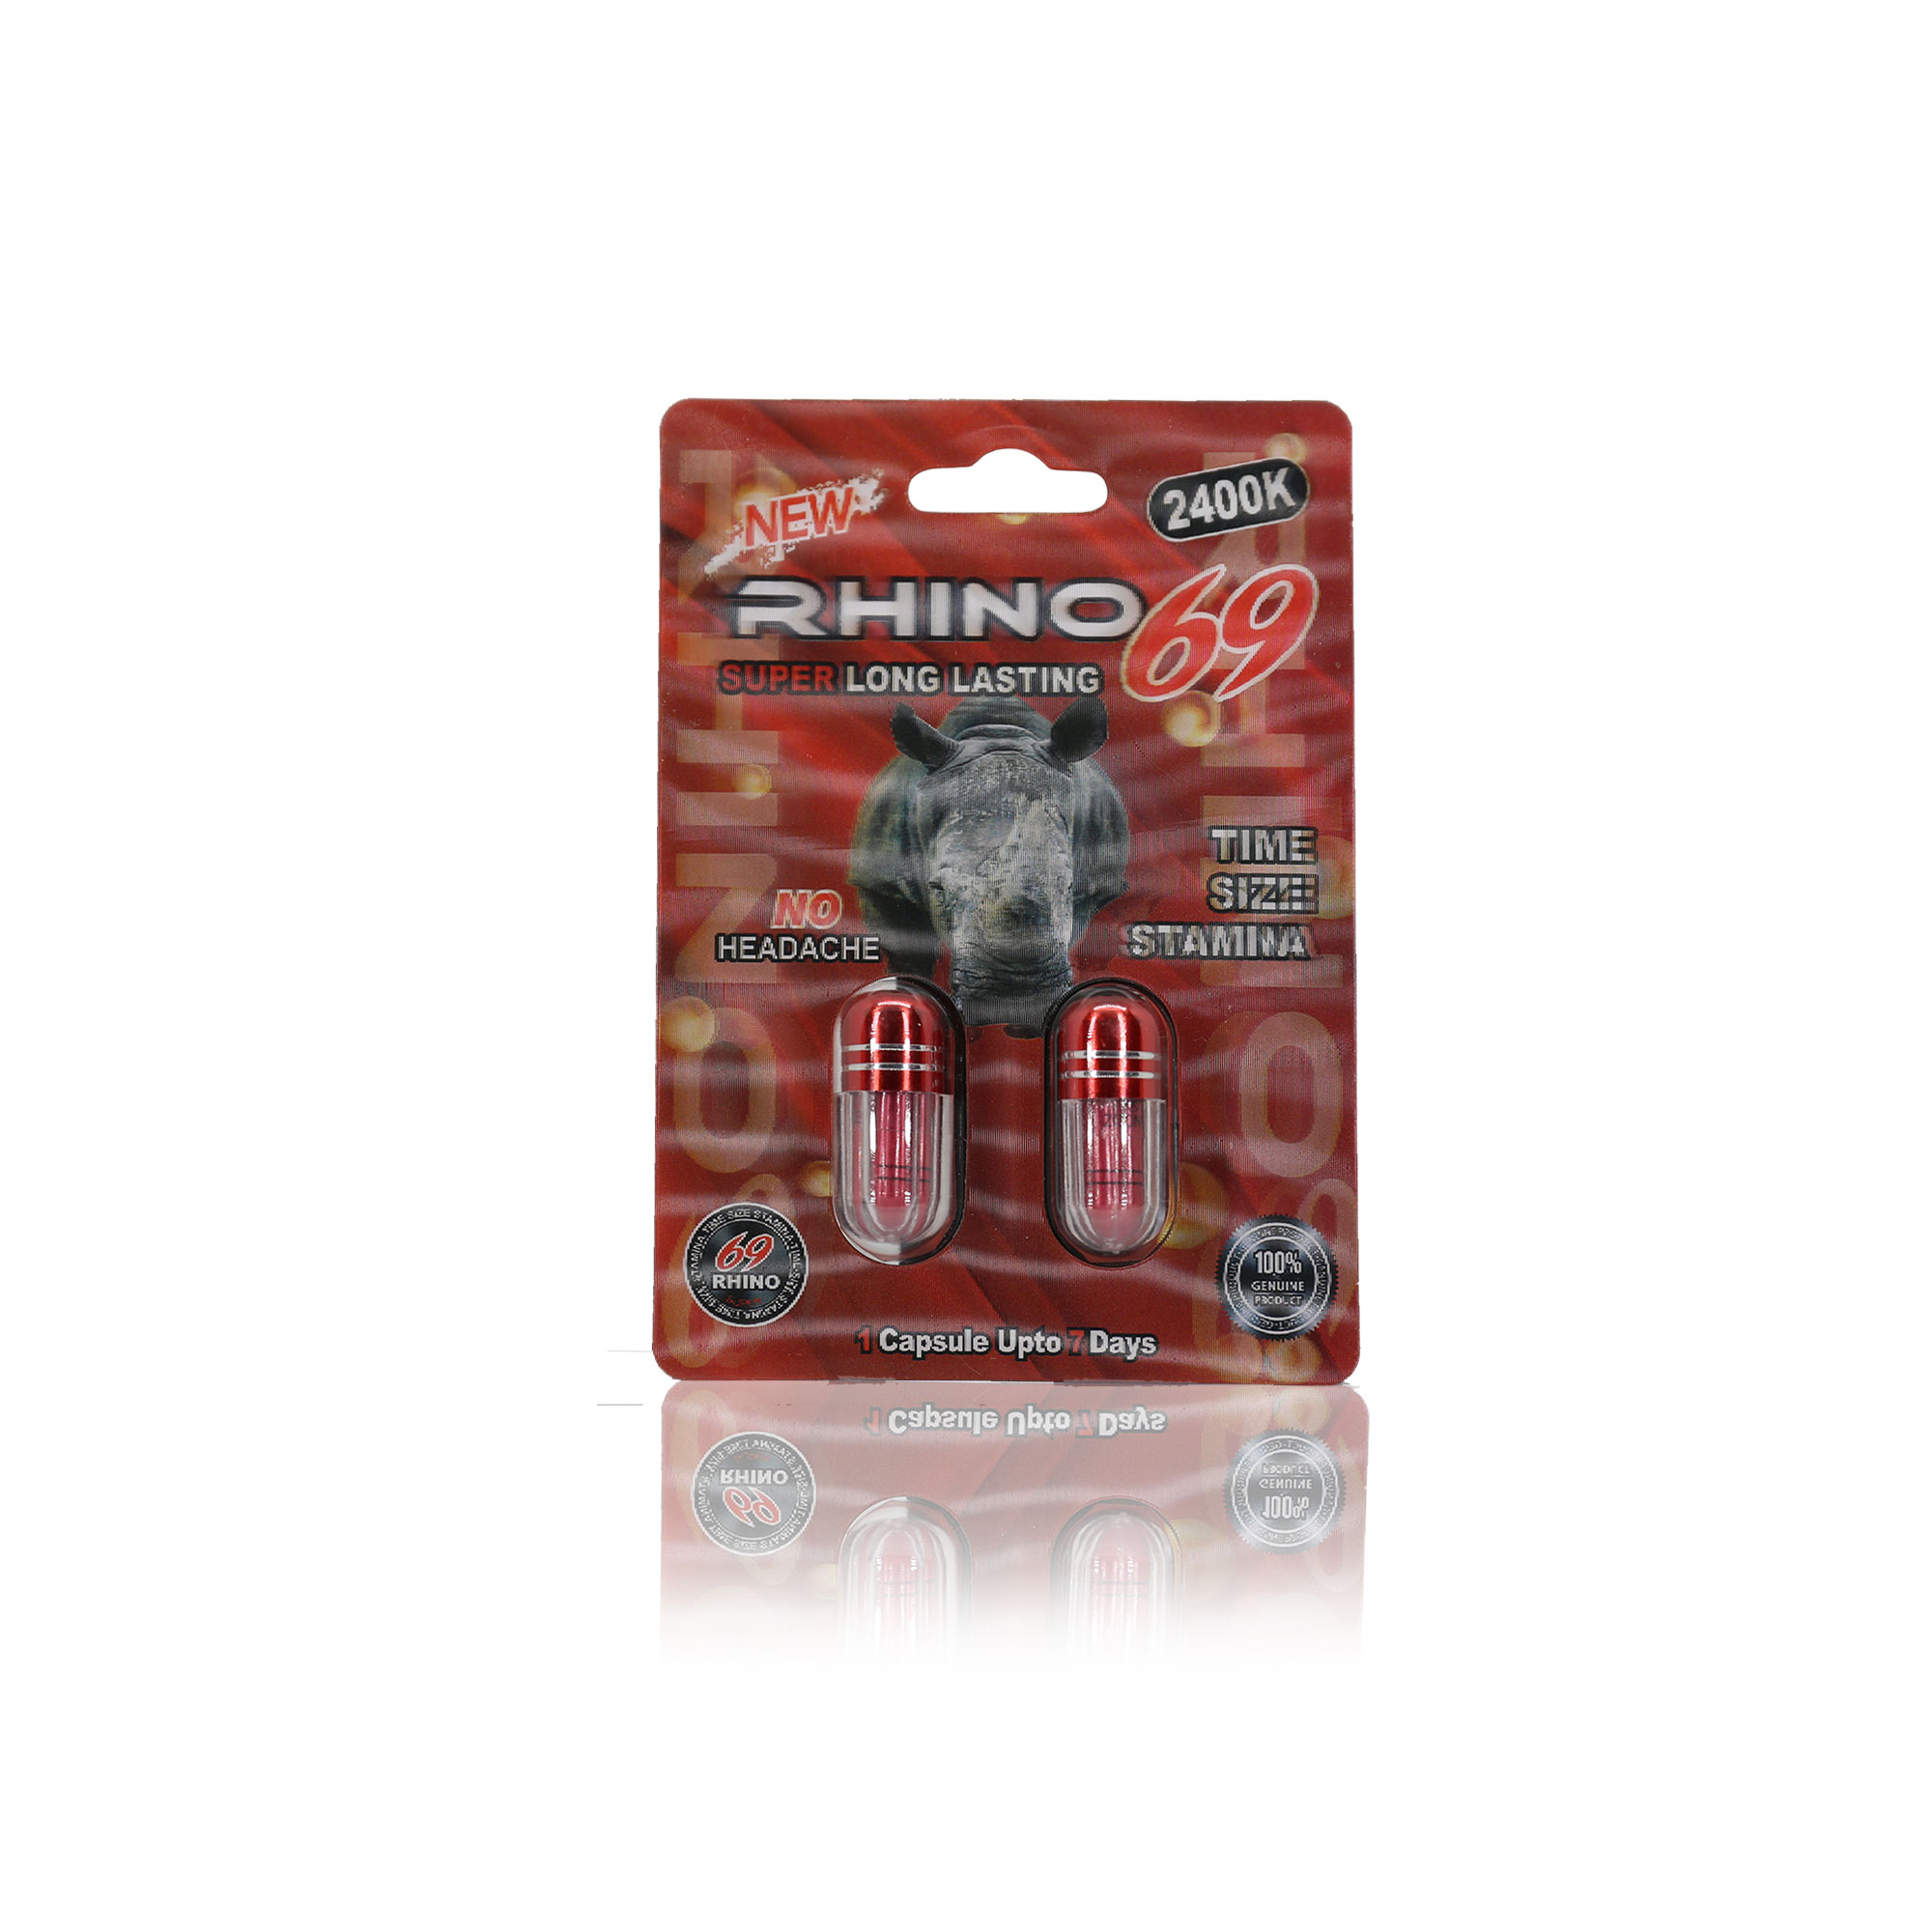 NEW
2400K
RHINO 69
SUPER LONG LASTING
TIME
SIZE
STAMINA
NO
HEADACHE
69
RHINO
100%
GENUINE
PRODUCT
1 Capsule Upto 7 Days